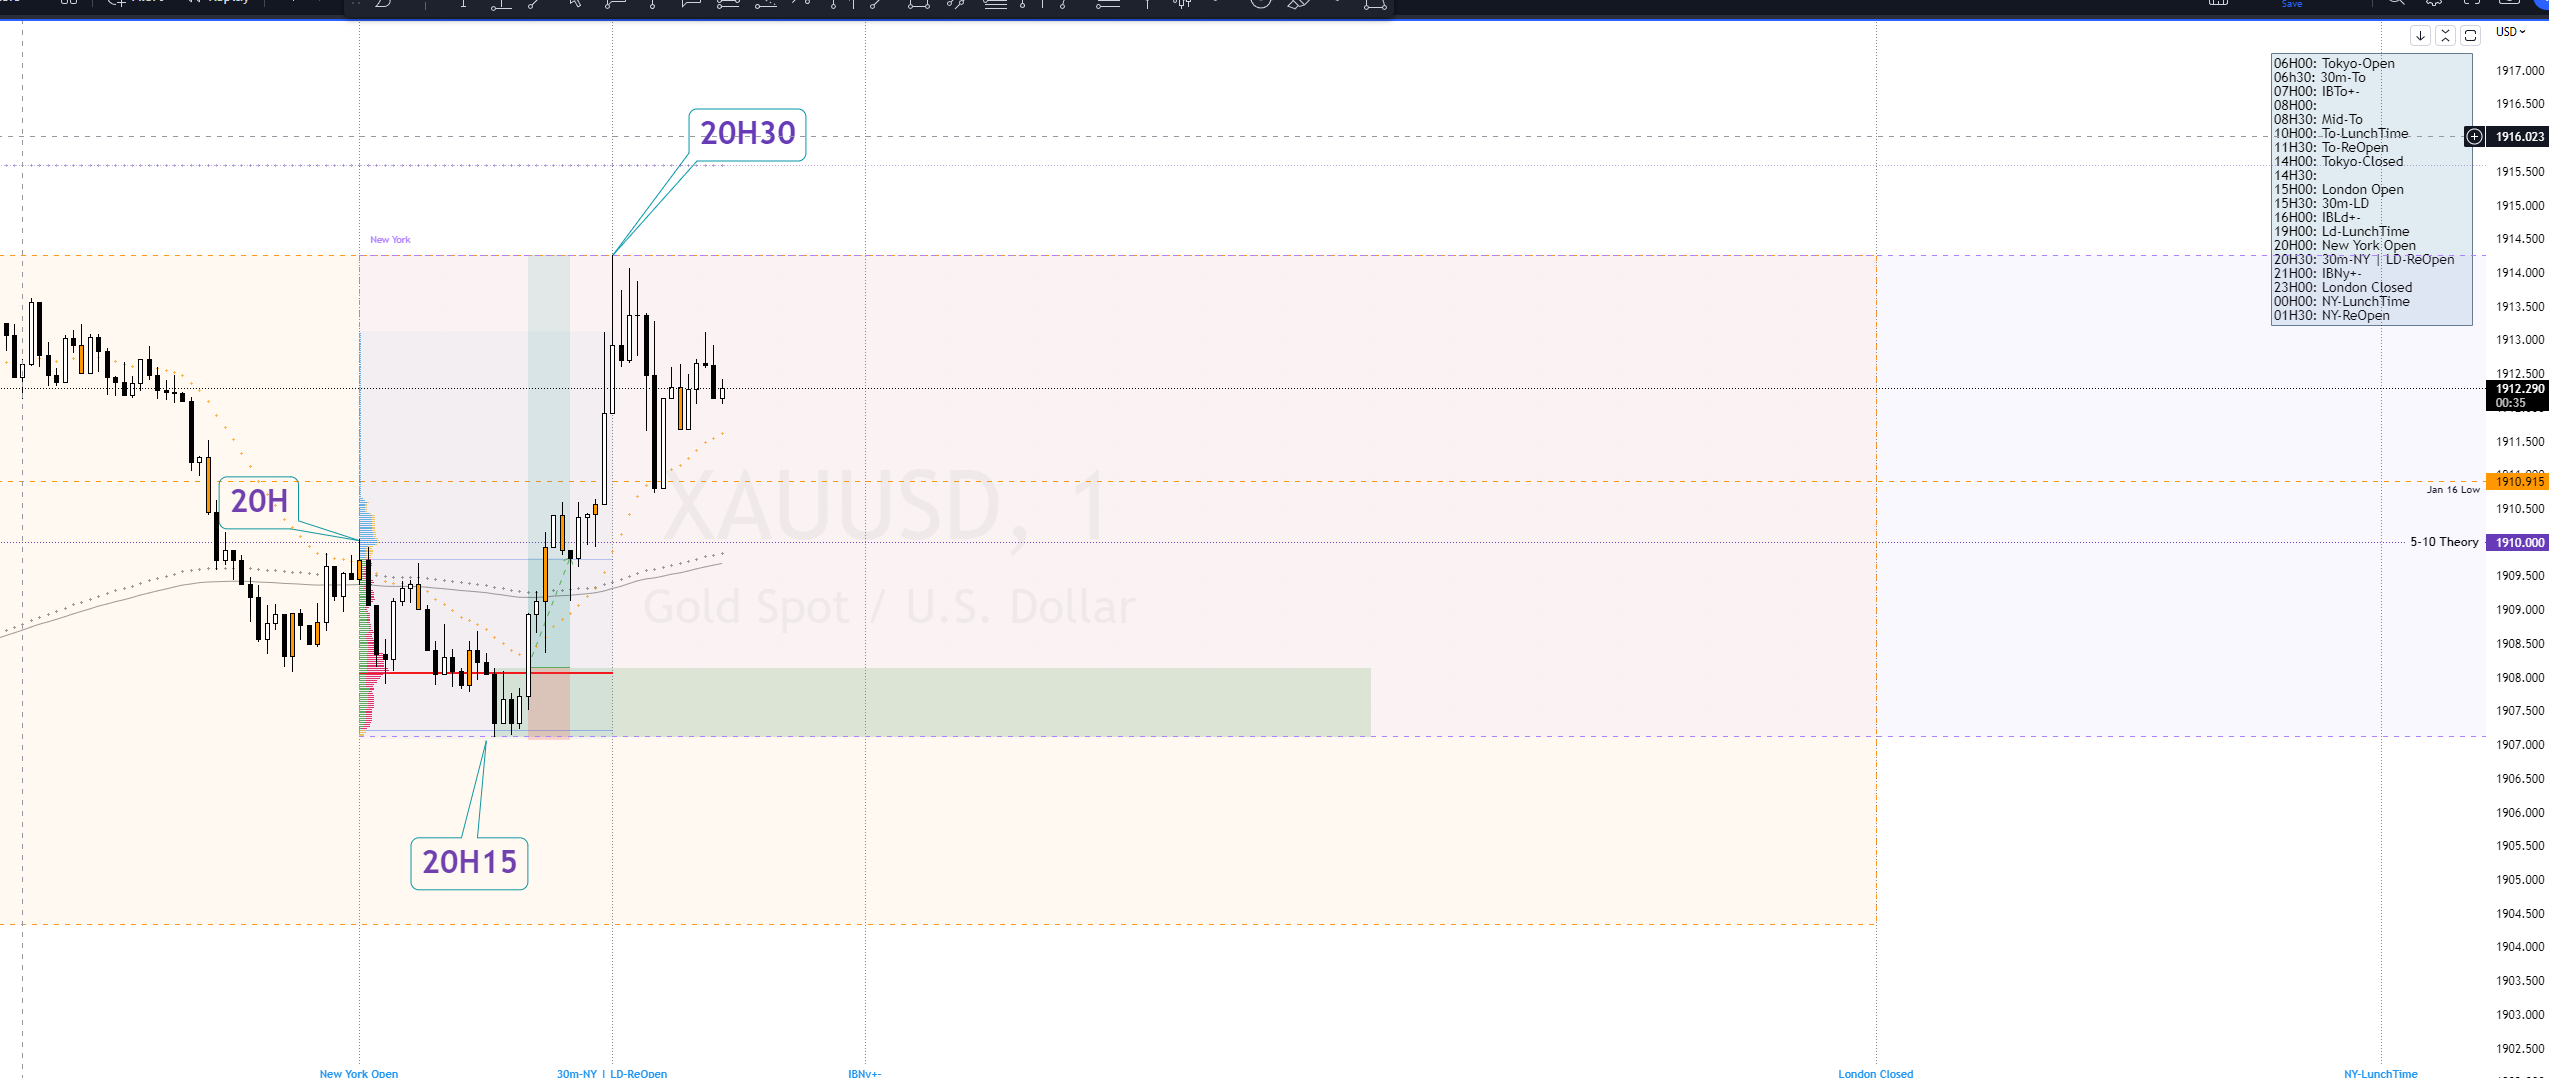 Save
USD
1917.000
1916.500
1916.023
1915.500
1915.000
1914.500
1914.000
1913.500
1913.000
1912.500
1912.290
00:35
1911.500
1910.915
1910.500
1910.000
1909.500
1909.000
1908.500
1908.000
1907.500
1907.000
1906.500
1906.000
1905.500
1905.000
1904.500
1904.000
1903.500
1903.000
1902.500
06H00: Tokyo-Open
06h30: 30m-To
07H00: IBTo+-
08H00:
08H30: Mid-To
10H00: To-LunchTime
11H30: To-ReOpen
14H00: Tokyo-Closed
14H30:
15H00: London Open
15H30: 30m-LD
16H00: IBLd+-
19H00: Ld-LunchTime
20H00: New York Open
20H30: 30m-NY | LD-ReOpen
21H00: IBNy+-
23H00: London Closed
00H00: NY-LunchTime
01H30: NY-ReOpen
20H30
New York
20H
XAUUSD, 1
Gold Spot / U.S. Dollar
Jan 16 Low
5-10 Theory
20H15
New York Open
30m-NY | LD-ReOpen
IBNy+-
London Closed
NY-LunchTime